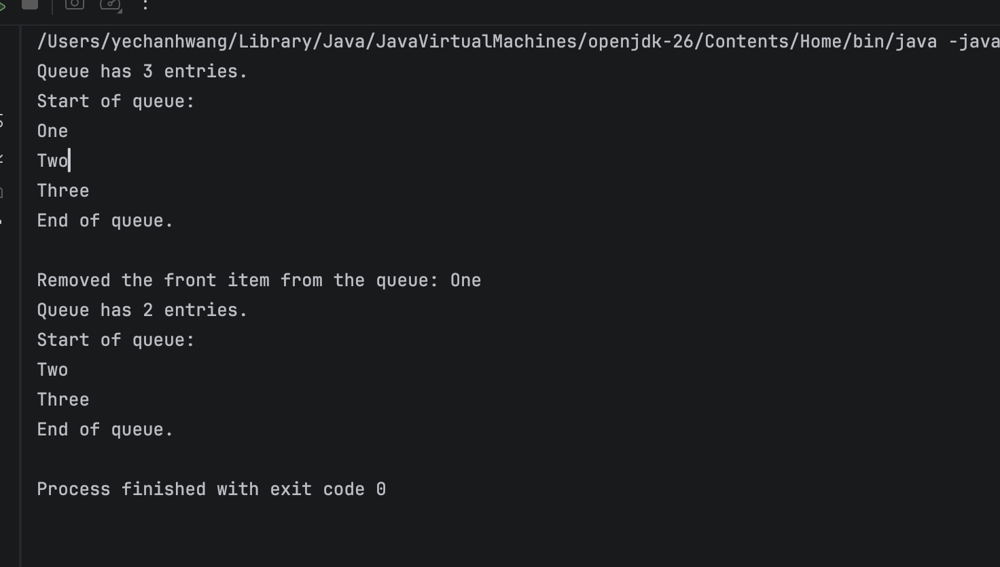 /Users/yechanhwang/Library/Java/JavaVirtualMachines/openjdk-26/Contents/Home/bin/java -java
Queue has 3 entries.
Start of queue:
One
Two
Three
End of queue.
Removed the front item from the queue: One
Queue has 2 entries.
Start of queue:
Two
Three
End of queue.
Process finished with exit code 0